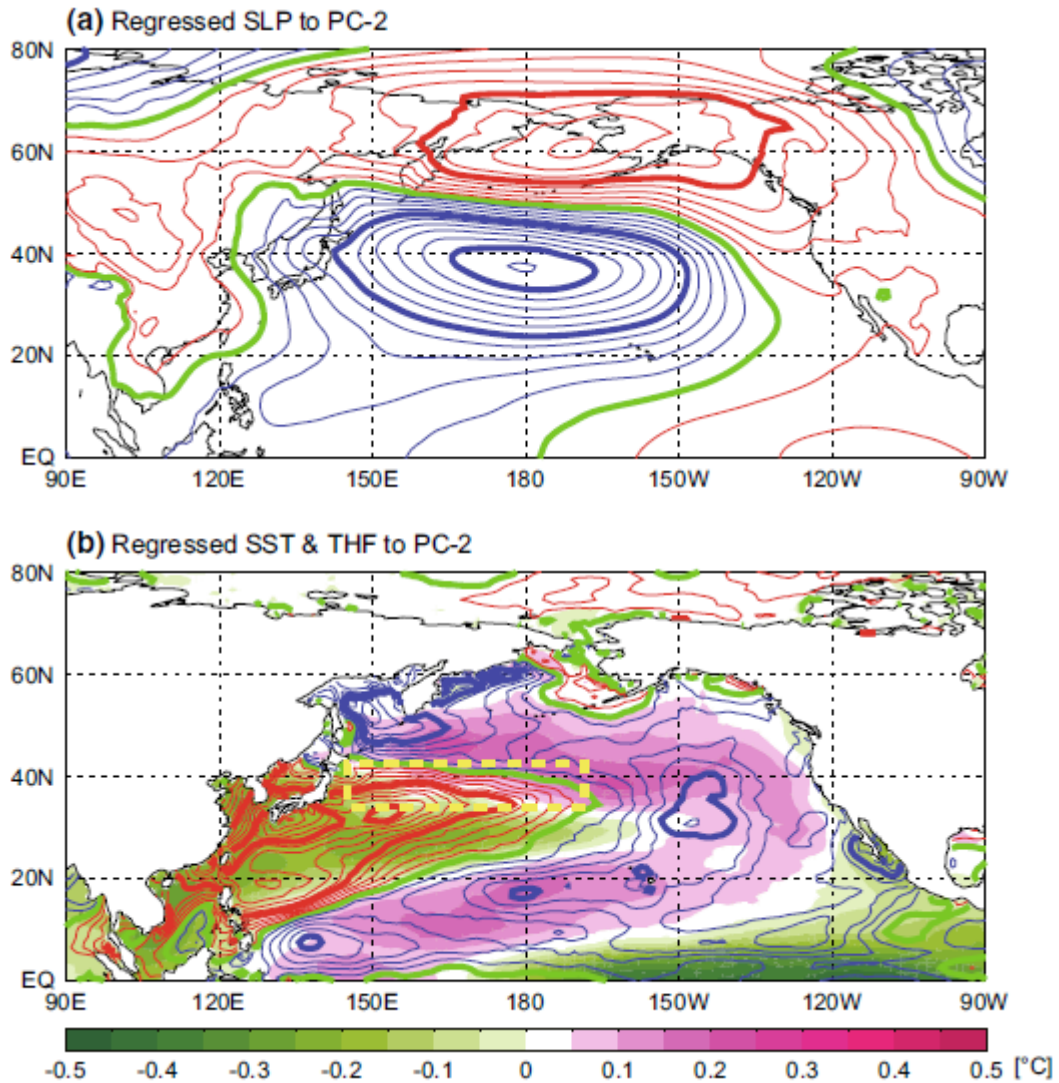 (a) Regressed SLP to PC-2
80N
60N
40N
20N
EQ
90E 120E 150E 180 150W 120W 90W
(b) Regressed SST & THF to PC-2
80N
60N
40N
20N
EQ
90E 120E 150E 180 150W 120W 90W
-0.5 -0.3 -0.2 -0.1 0 0.1 0.2 0.3 0.4 0.5 [°C]